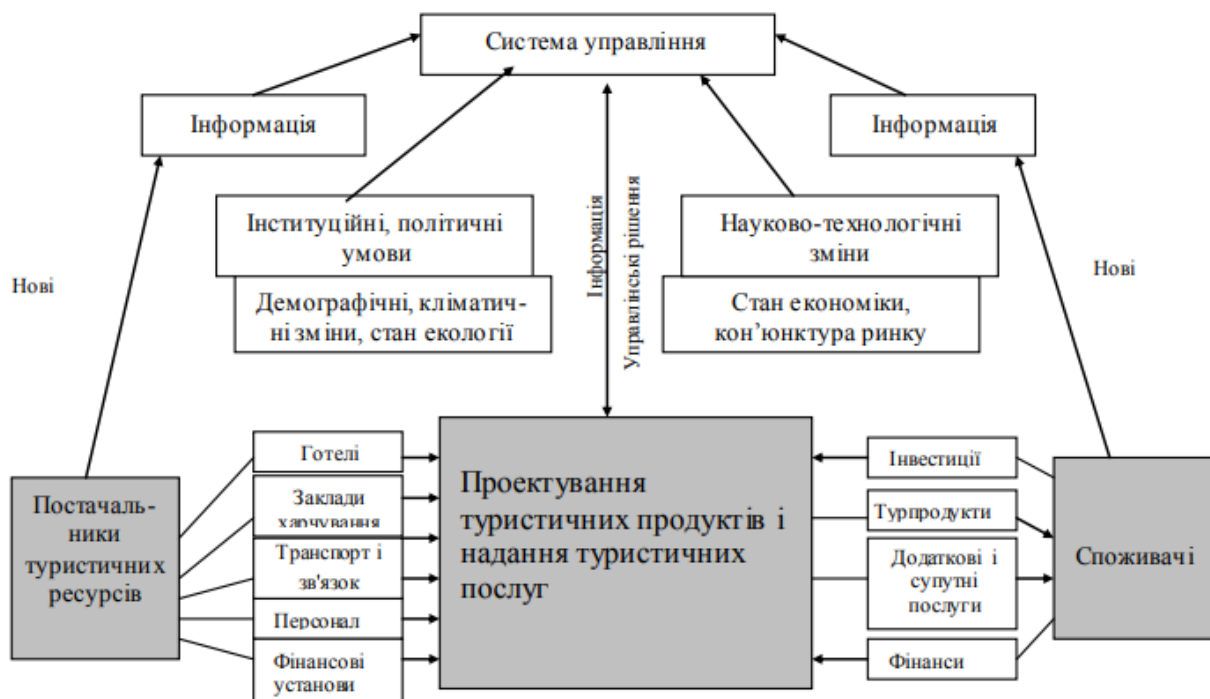 Система управління
Інформація
Інформація
Інституційні, політичні
умови
Науково-технологічні
зміни
Демографічні, кліматич-
ні зміни, стан екології
Стан економіки,
кон’юнктура ринку
Нові
Нові
Інформація
Управлінські рішення
Постачаль-
ники
туристичних
ресурсів
Готелі
Заклади
харчування
Транспорт і
зв'язок
Персонал
Фінансові
установи
Проектування
туристичних продуктів і
надання туристичних
послуг
Інвестиції
Турпродукти
Додаткові і
супутні
послуги
Фінанси
Споживачі